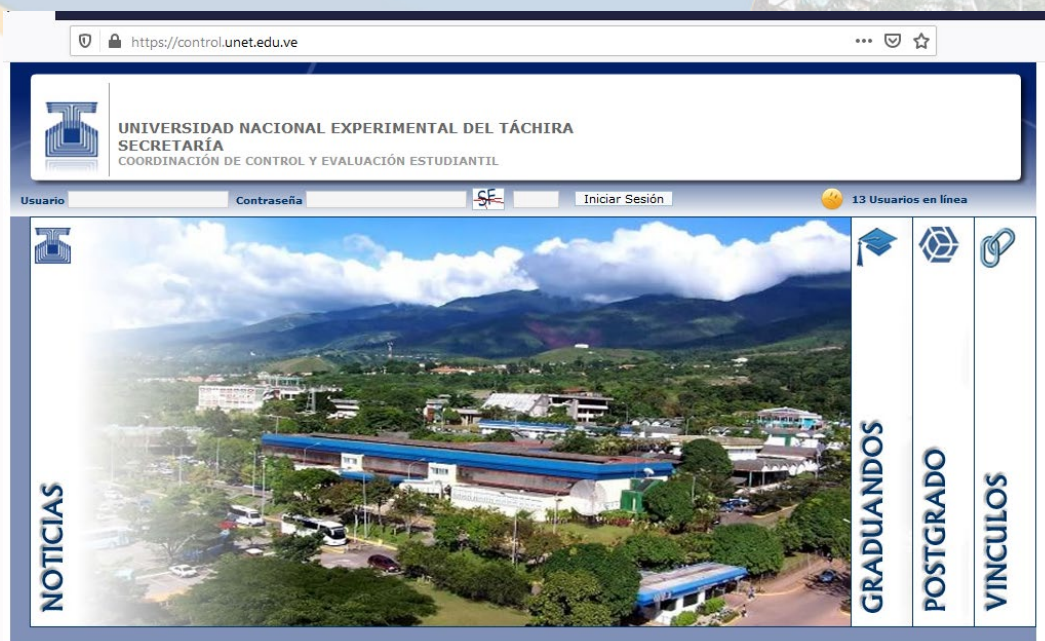 https://control.unet.edu.ve
UNIVERSIDAD NACIONAL EXPERIMENTAL DEL TÁCHIRA
SECRETARÍA
COORDINACIÓN DE CONTROL Y EVALUACIÓN ESTUDIANTIL
Usuario Contraseña SF Iniciar Sesión 13 Usuarios en línea
NOTICIAS
GRADUANDOS
POSTGRADO
VINCULOS